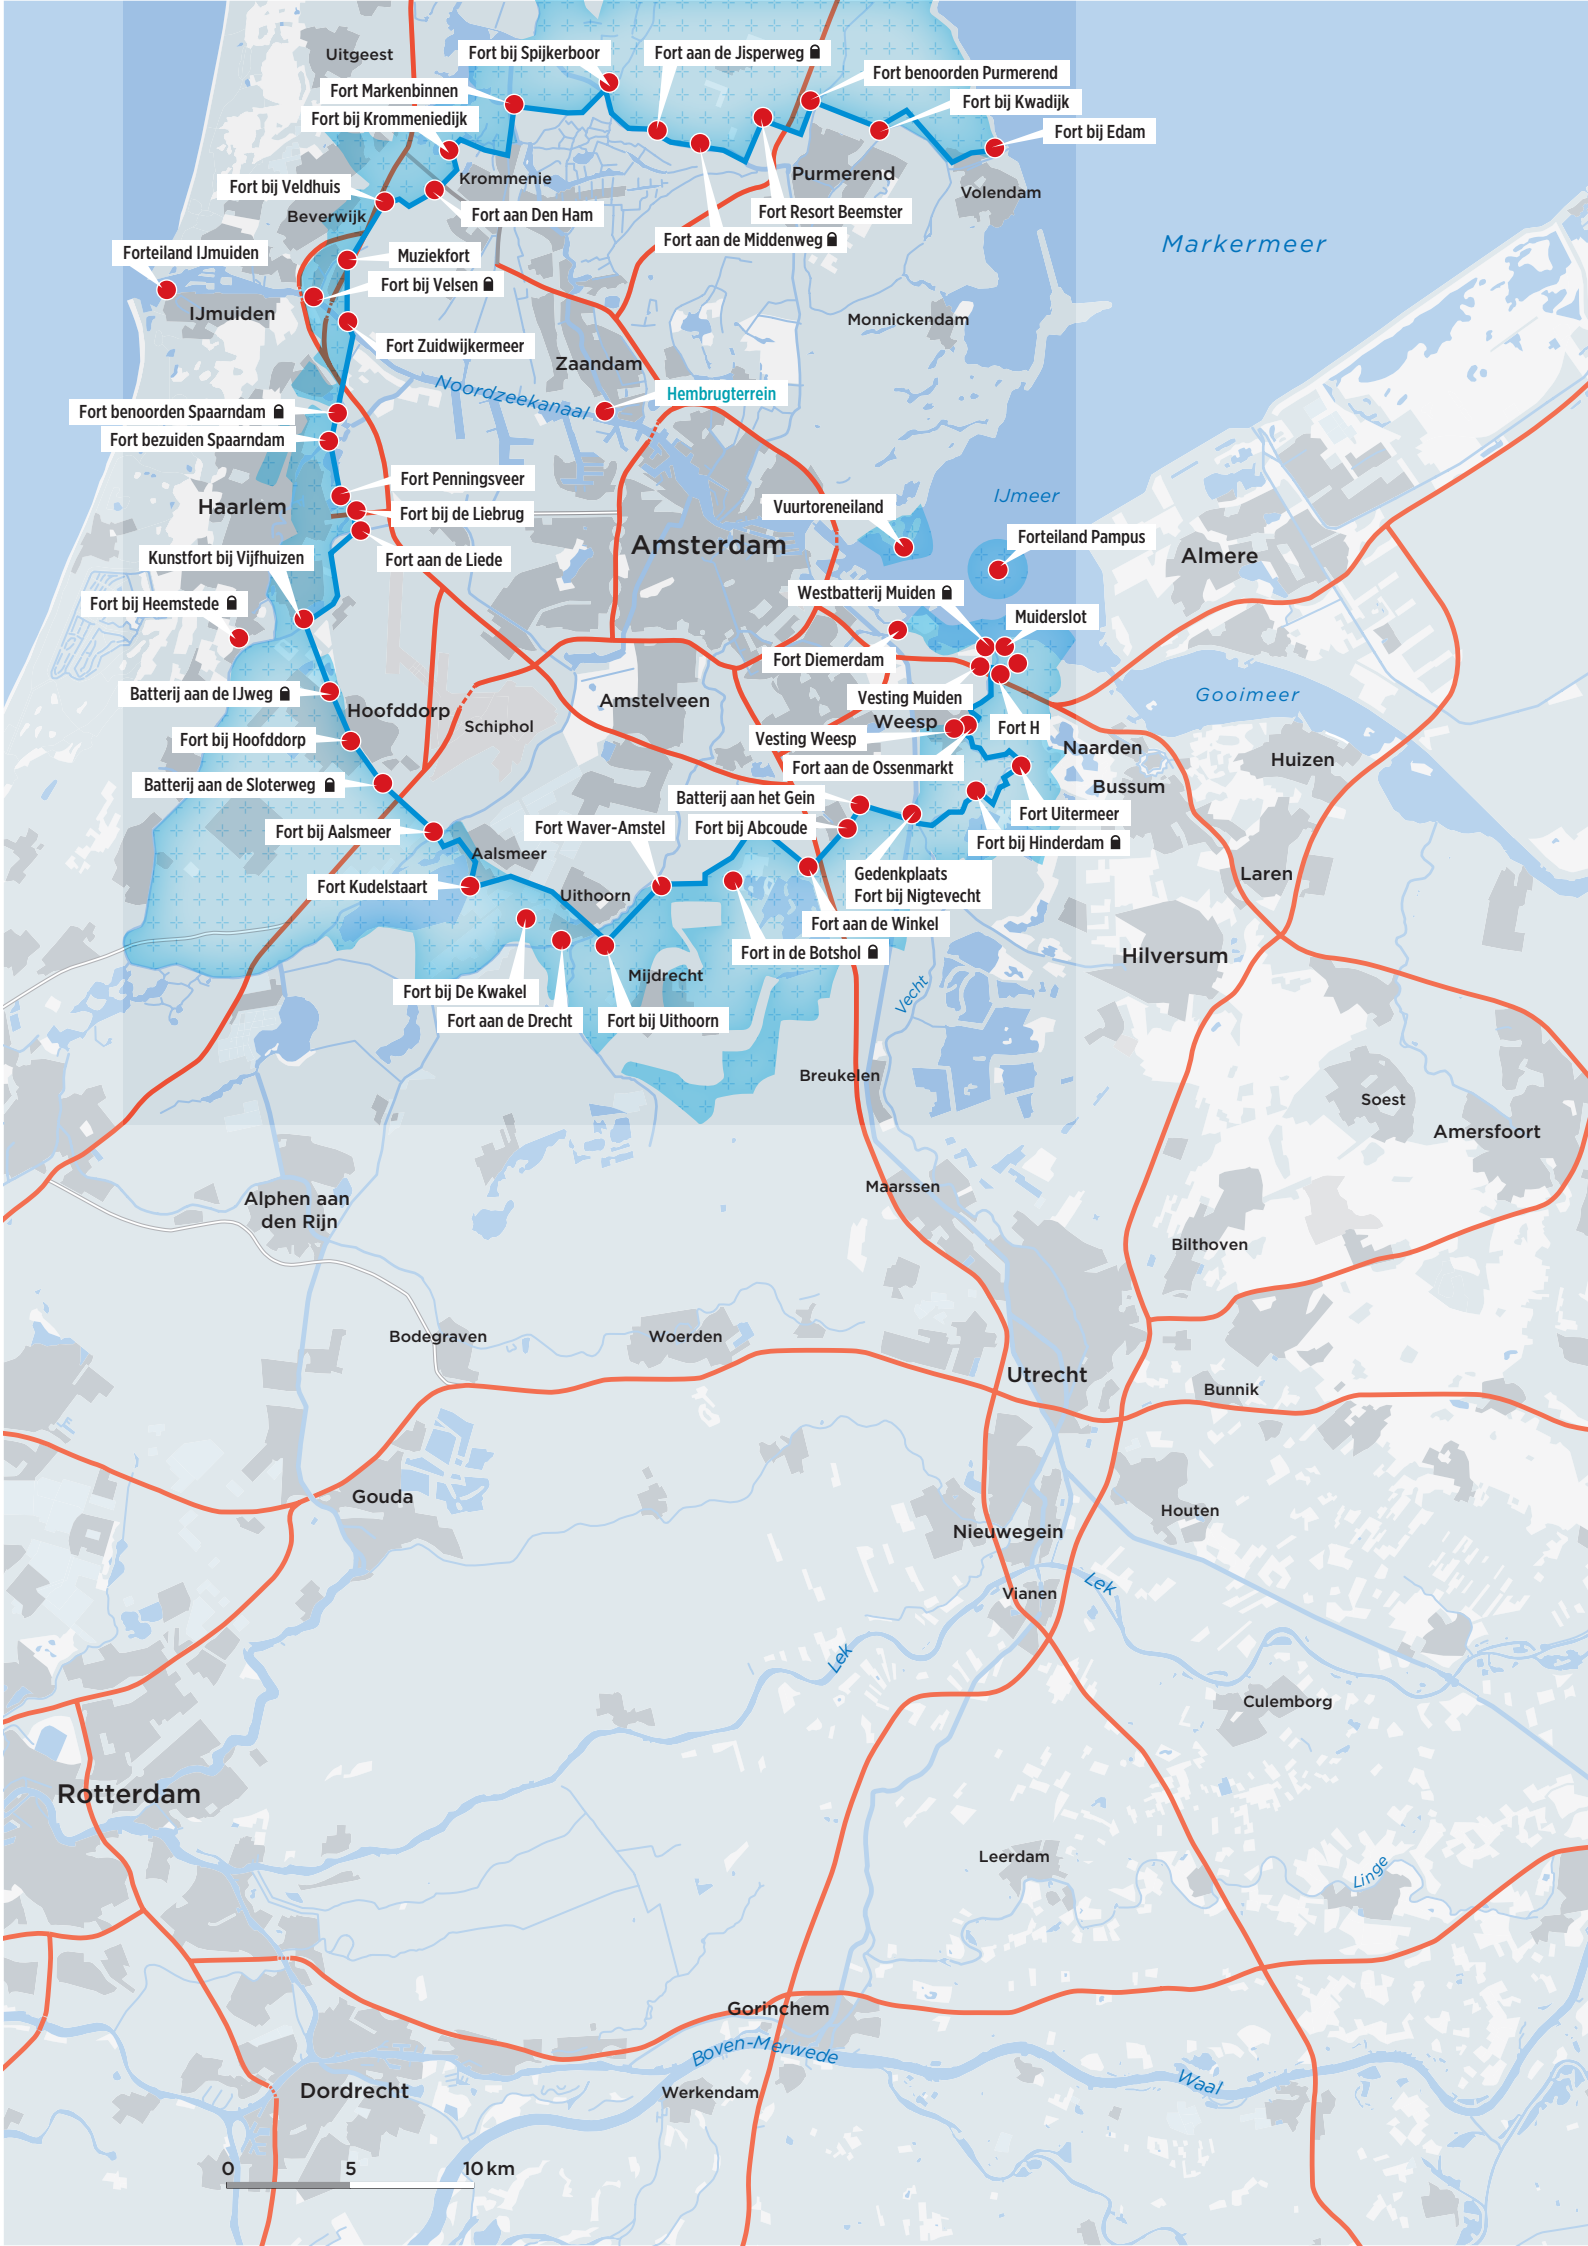 Uitgeest
Fort bij Spijkerboor
Fort aan de Jisperweg
Fort benoorden Purmerend
Fort Markenbinnen
Fort bij Kwadijk
Fort bij Krommeniedijk
Fort bij Edam
Krommenie
Purmerend
Volendam
Fort bij Veldhuis
Beverwijk
Fort aan Den Ham
Fort Resort Beemster
Fort aan de Middenweg
Markermeer
Forteiland IJmuiden
Muziekfort
Fort bij Velsen
IJmuiden
Monnickendam
Fort Zuidwijkermeer
Zaandam
Noordzeekanaal
Hembrugterrein
Fort benoorden Spaarndam
Fort bezuiden Spaarndam
Fort Penningsveer
Haarlem
Fort bij de Liebrug
Vuurtoreneiland
IJmeer
Amsterdam
Forteiland Pampus
Almere
Fort aan de Liede
Kunstfort bij Vijfhuizen
Fort bij Heemstede
Westbatterij Muiden
Muiderslot
Fort Diemerdam
Batterij aan de IJweg
Hoofddorp
Amstelveen
Vesting Muiden
Gooimeer
Schiphol
Weesp
Fort H
Fort bij Hoofddorp
Vesting Weesp
Naarden
Huizen
Fort aan de Ossenmarkt
Batterij aan de Sloterweg
Bussum
Batterij aan het Gein
Fort Uitermeer
Fort bij Aalsmeer
Fort Waver-Amstel
Fort bij Abcoude
Fort bij Hinderdam
Aalsmeer
Gedenkplaats
Fort bij Nigtevecht
Laren
Fort Kudelstaart
Uithoorn
Fort aan de Winkel
Fort in de Botshol
Hilversum
Mijdrecht
Fort bij De Kwakel
Vecht
Fort aan de Drecht
Fort bij Uithoorn
Breukelen
Soest
Amersfoort
Maarssen
Alphen aan
den Rijn
Bilthoven
Bodegraven
Woerden
Utrecht
Bunnik
Gouda
Houten
Nieuwegein
Lek
Vianen
Lek
Culemborg
Rotterdam
Leerdam
Linge
Gorinchem
Boven-Merwede
Waal
Dordrecht
Werkendam
0 5 10 km